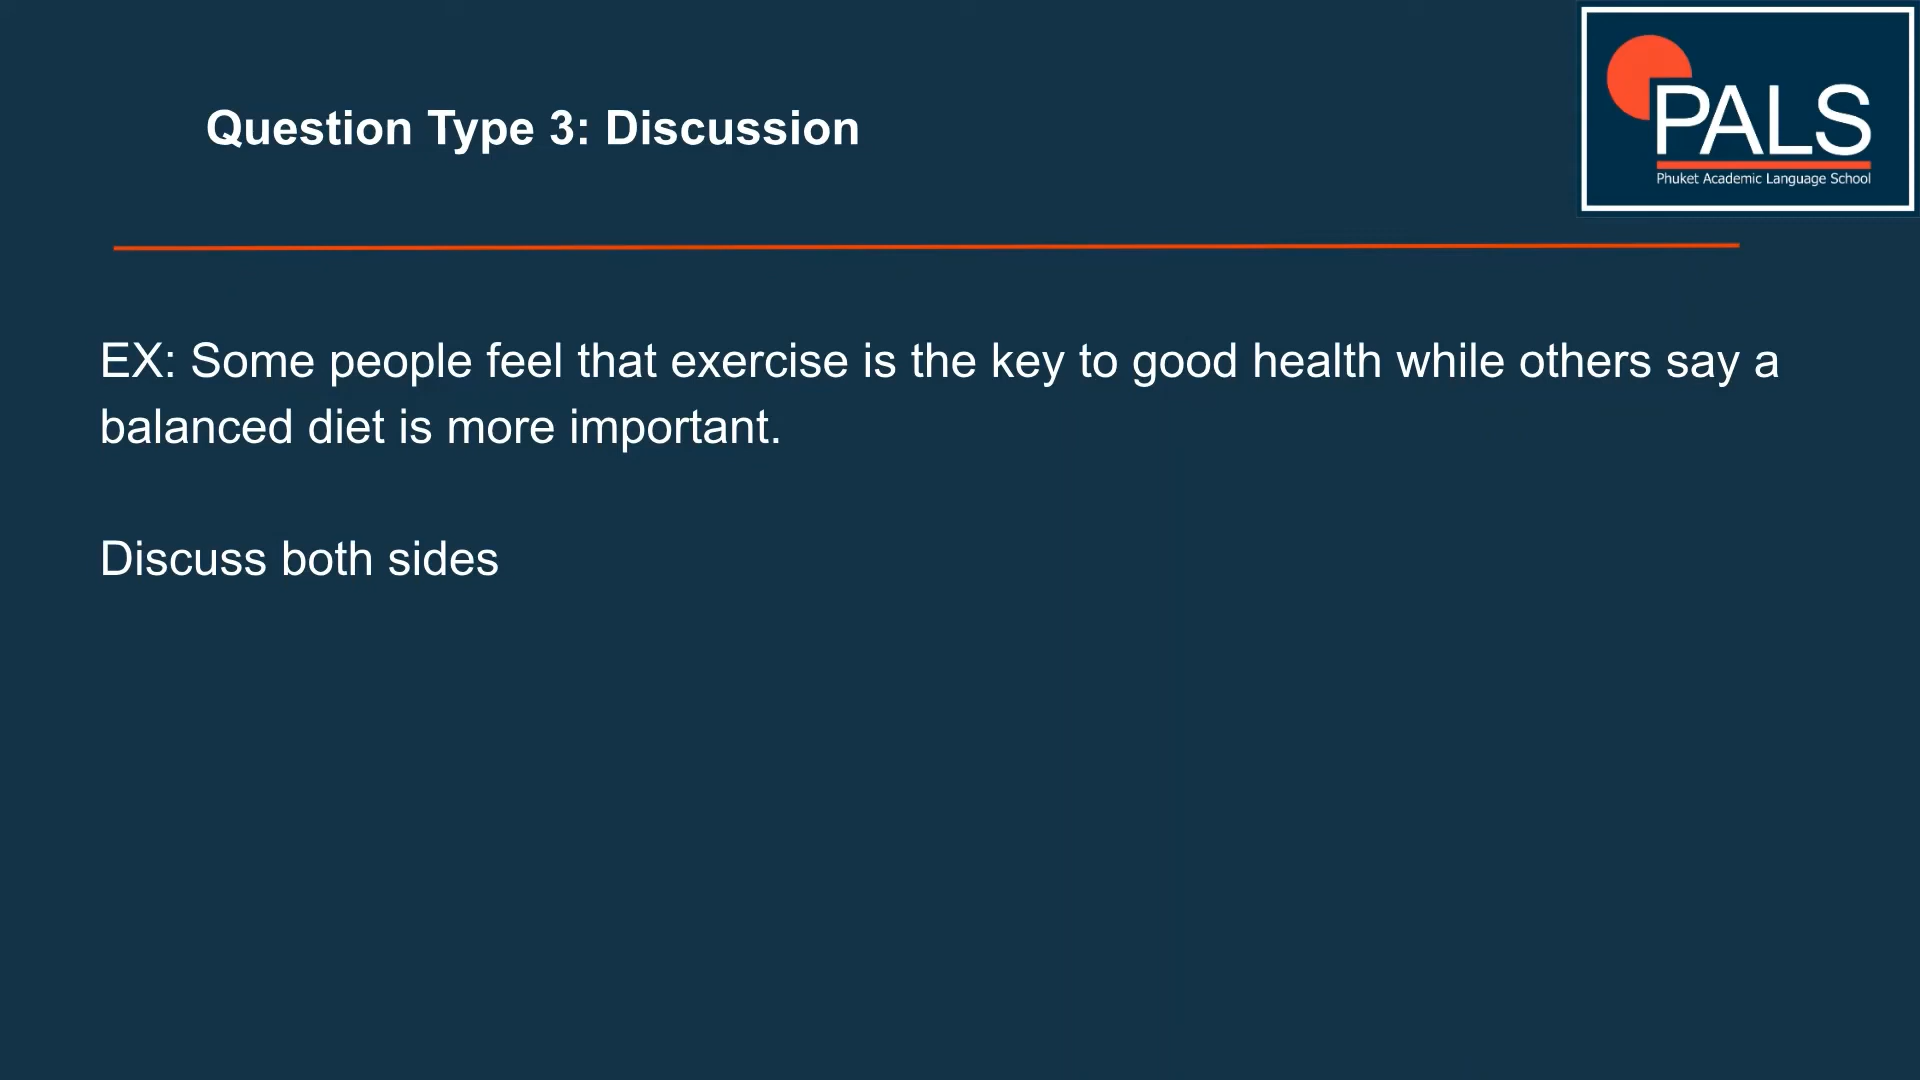 Question Type 3: Discussion
PALS
Phuket Academic Language School
EX: Some people feel that exercise is the key to good health while others say a
balanced diet is more important.
Discuss both sides